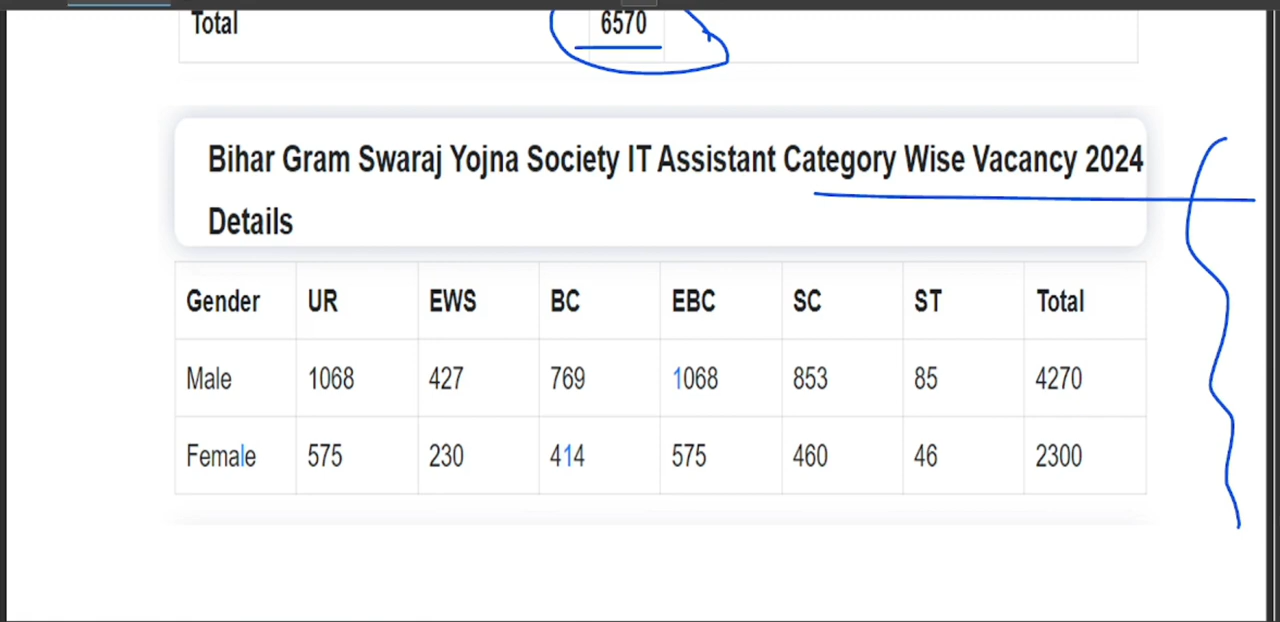 Total 6570
Bihar Gram Swaraj Yojna Society IT Assistant Category Wise Vacancy 2024
Details
Gender UR EWS BC EBC SC ST Total
Male 1068 427 769 1068 853 85 4270
Female 575 230 414 575 460 46 2300